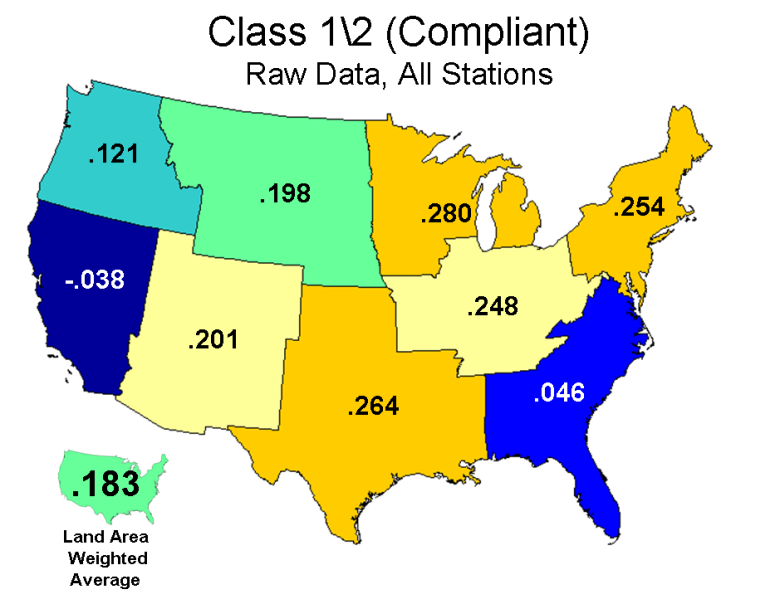 Class 1\2 (Compliant)
Raw Data, All Stations
.121
.198
.280
.254
-.038
.201
.248
.264
.046
.183
Land Area
Weighted
Average